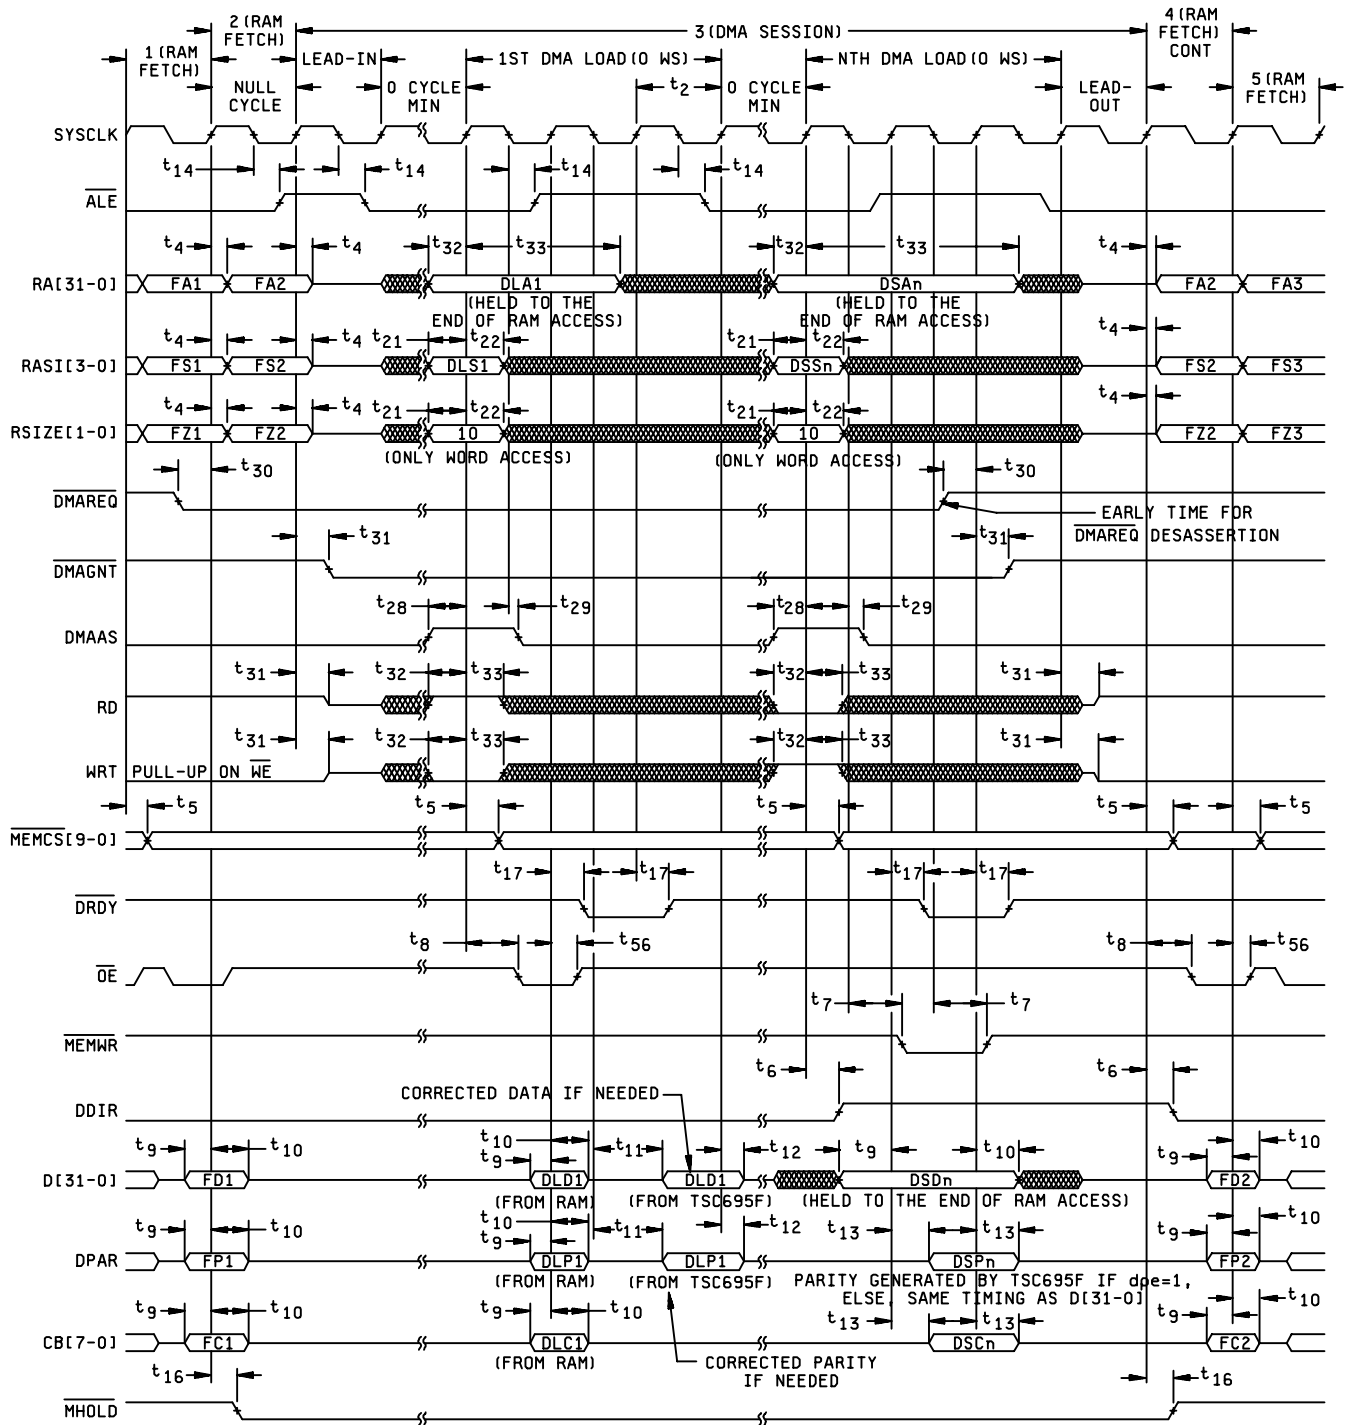 2(RAM FETCH)
3(DMA SESSION)
4(RAM FETCH) CONT
1(RAM FETCH)
LEAD-IN
1ST DMA LOAD(0 WS)
NTH DMA LOAD(0 WS)
NULL CYCLE
0 CYCLE MIN
t2
0 CYCLE MIN
LEAD-OUT
5(RAM FETCH)
SYSCLK
t14 t14 t14 t14
ALE
t4 t4 t32 t33 t32 t33 t4
RA[31-0] FA1 FA2 DLA1 DSAn FA2 FA3
(HELD TO THE END OF RAM ACCESS)
(HELD TO THE END OF RAM ACCESS)
t4 t4 t21 t22 t21 t22 t4
RASI[3-0] FS1 FS2 DLS1 DSSn FS2 FS3
t4 t4 t21 t22 t21 t22 t4
RSIZE[1-0] FZ1 FZ2 10 10 FZ2 FZ3
(ONLY WORD ACCESS) (ONLY WORD ACCESS)
t30 t30
DMAREQ
EARLY TIME FOR
DMAREQ DESASSERTION
t31 t31
DMAGNT
t28 t29 t28 t29
DMAAS
t31 t32 t33 t32 t33 t31
RD
t31 t32 t33 t32 t33 t31
WRT PULL-UP ON WE
t5 t5 t5 t5 t5
MEMCS[9-0]
t17 t17 t17 t17
DRDY
t8 t56 t8 t56
OE
t7 t7
MEMWR
t6 t6
CORRECTED DATA IF NEEDED
DDIR
t9 t10 t10 t9 t11 t12 t9 t10 t9 t10
D[31-0] FD1 DLD1 DLD1 DSDn FD2
(FROM RAM) (FROM TSC695F) (HELD TO THE END OF RAM ACCESS)
t9 t10 t10 t9 t11 t12 t13 t13 t9 t10
DPAR FP1 DLP1 DLP1 DSPn FP2
(FROM RAM) (FROM TSC695F) PARITY GENERATED BY TSC695F IF dpe=1,
ELSE, SAME TIMING AS D[31-0]
t9 t10 t9 t10 t13 t13 t9 t10
CB[7-0] FC1 DLC1 DSCn FC2
(FROM RAM)
CORRECTED PARITY
IF NEEDED
t16 t16
MHOLD